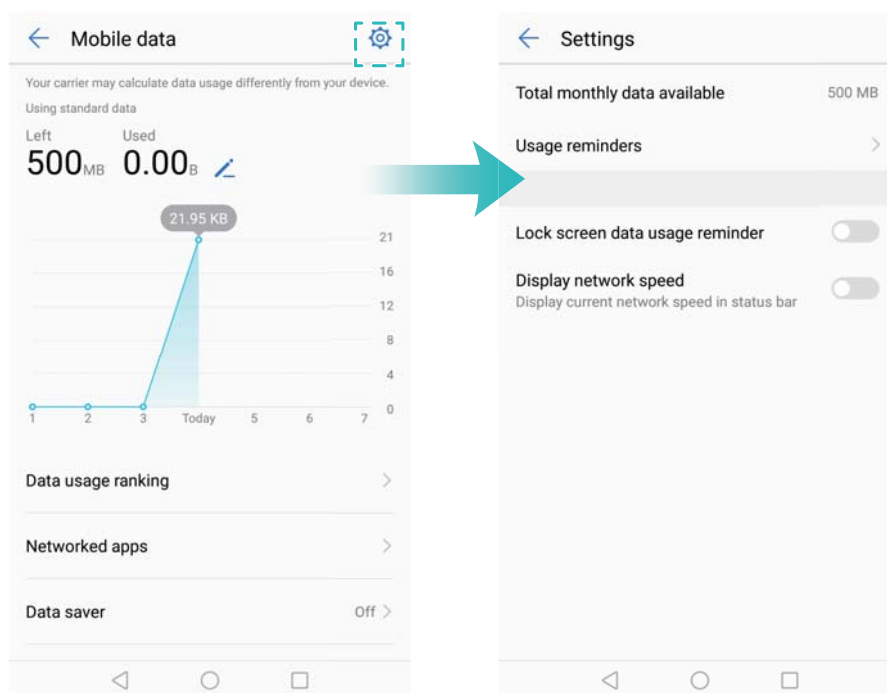 Mobile data
Your carrier may calculate data usage differently from your device.
Using standard data
Left Used
500 MB 0.00 B
21.95 KB
21
16
12
8
4
0
1 2 3 Today 5 6 7
Data usage ranking
Networked apps
Data saver Off
Settings
Total monthly data available 500 MB
Usage reminders
Lock screen data usage reminder
Display network speed
Display current network speed in status bar